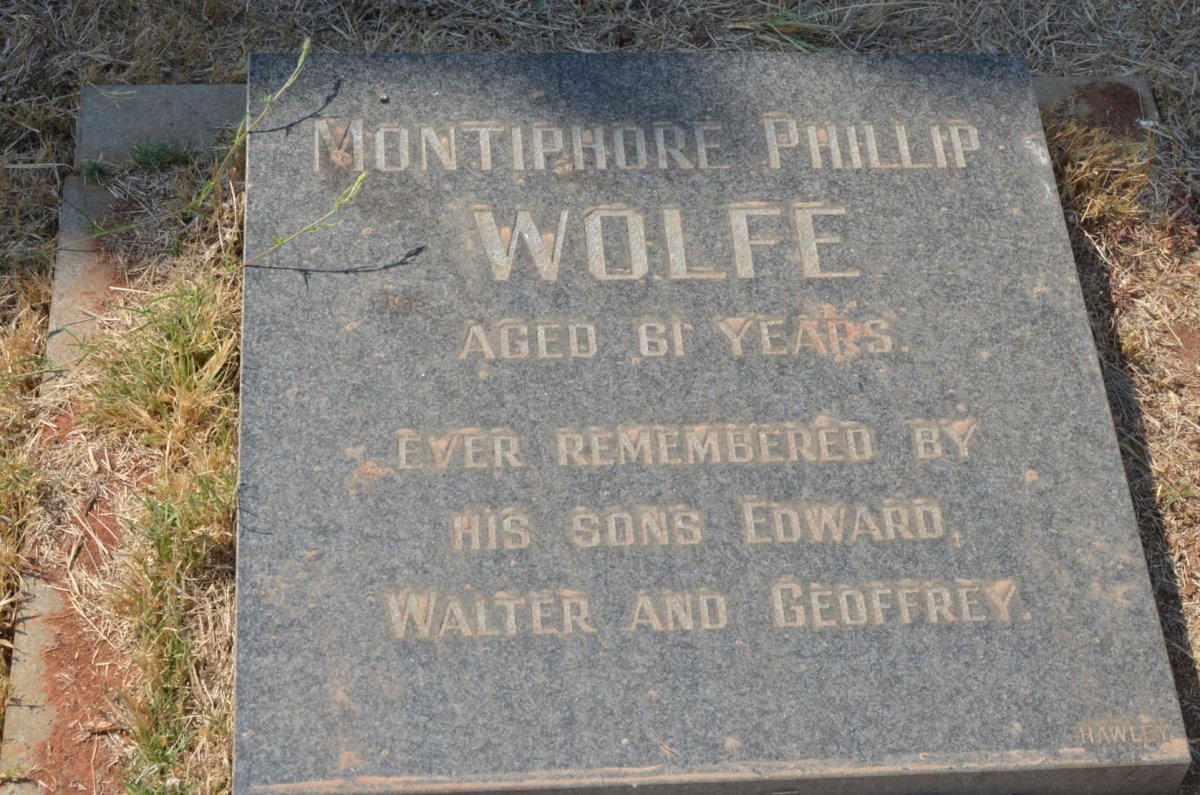 MONTIPHORE PHILLIP
WOLFE
AGED 61 YEARS.
EVER REMEMBERED BY
HIS SONS EDWARD,
WALTER AND GEOFFREY.
HAWLEY